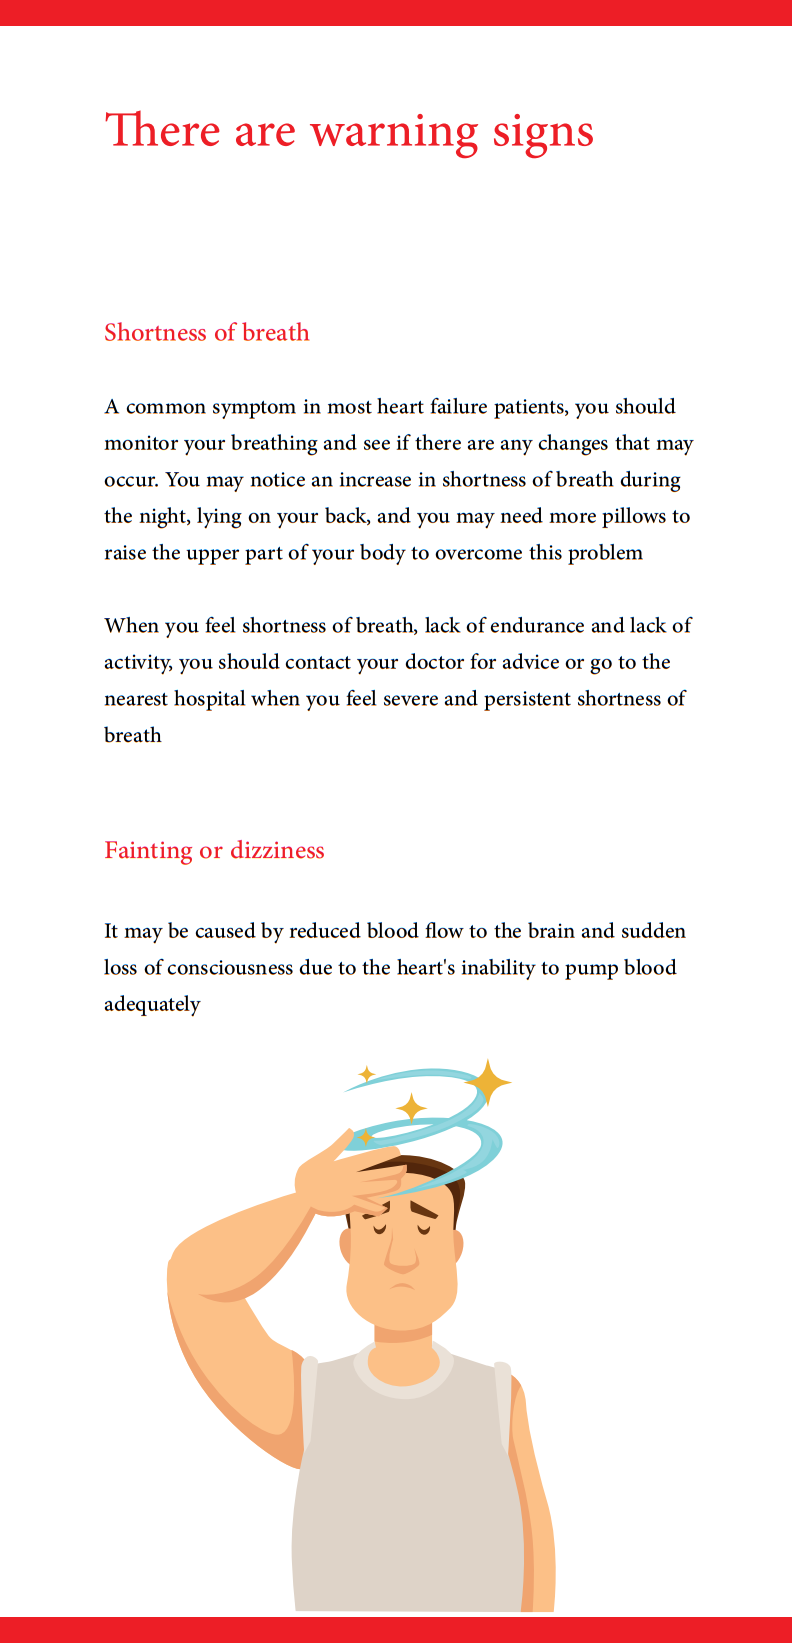 There are warning signs
Shortness of breath
A common symptom in most heart failure patients, you should
monitor your breathing and see if there are any changes that may
occur. You may notice an increase in shortness of breath during
the night, lying on your back, and you may need more pillows to
raise the upper part of your body to overcome this problem
When you feel shortness of breath, lack of endurance and lack of
activity, you should contact your doctor for advice or go to the
nearest hospital when you feel severe and persistent shortness of
breath
Fainting or dizziness
It may be caused by reduced blood flow to the brain and sudden
loss of consciousness due to the heart's inability to pump blood
adequately